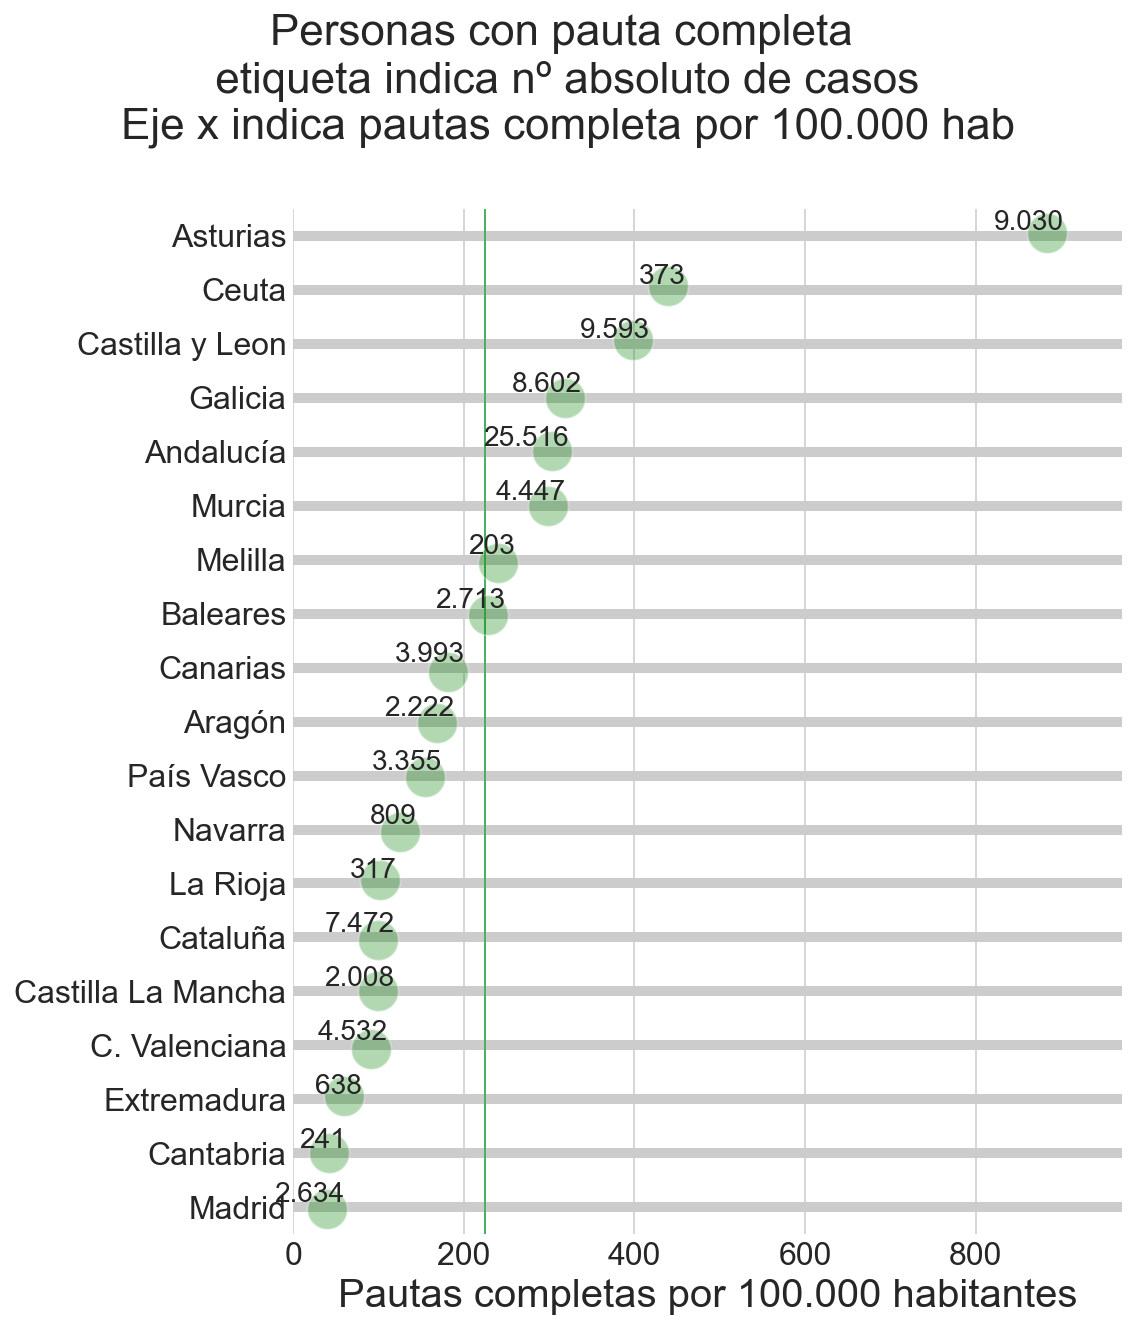 Personas con pauta completa
etiqueta indica nº absoluto de casos
Eje x indica pautas completa por 100.000 hab
Asturias 9.030
Ceuta 373
Castilla y Leon 9.593
Galicia 8.602
Andalucía 25.516
Murcia 4.447
Melilla 203
Baleares 2.713
Canarias 3.993
Aragón 2.222
País Vasco 3.355
Navarra 809
La Rioja 317
Cataluña 7.472
Castilla La Mancha 2.008
C. Valenciana 4.532
Extremadura 638
Cantabria 241
Madrid 2.634
0 200 400 600 800
Pautas completas por 100.000 habitantes